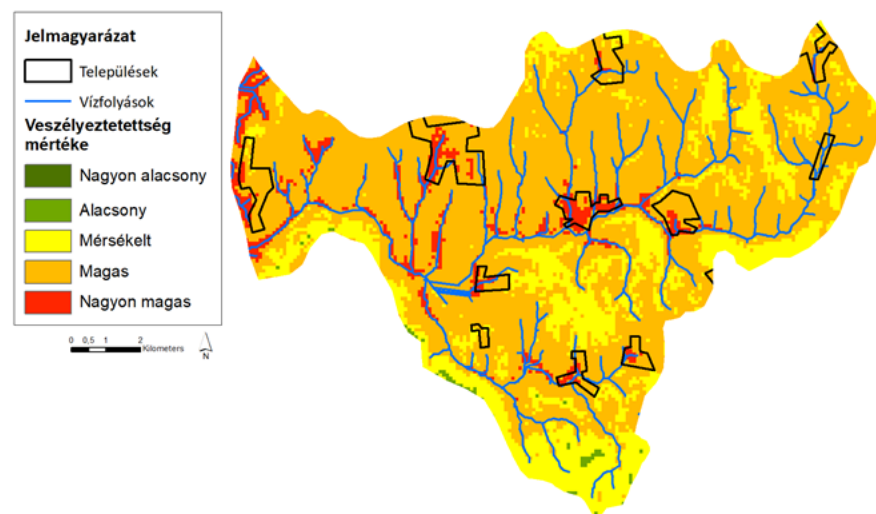 Jelmagyarázat
Települések
Vízfolyások
Veszélyeztetettség
mértéke
Nagyon alacsony
Alacsony
Mérsékelt
Magas
Nagyon magas
0 0,5 1 2
Kilometers
N